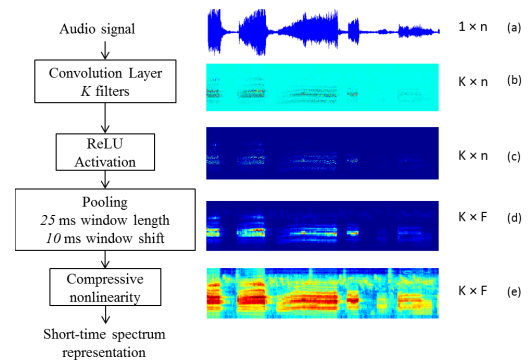 Audio signal
1 × n (a)
Convolution Layer
K filters
K × n (b)
ReLU
Activation
K × n (c)
Pooling
25 ms window length
10 ms window shift
K × F (d)
Compressive
nonlinearity
K × F (e)
Short-time spectrum
representation